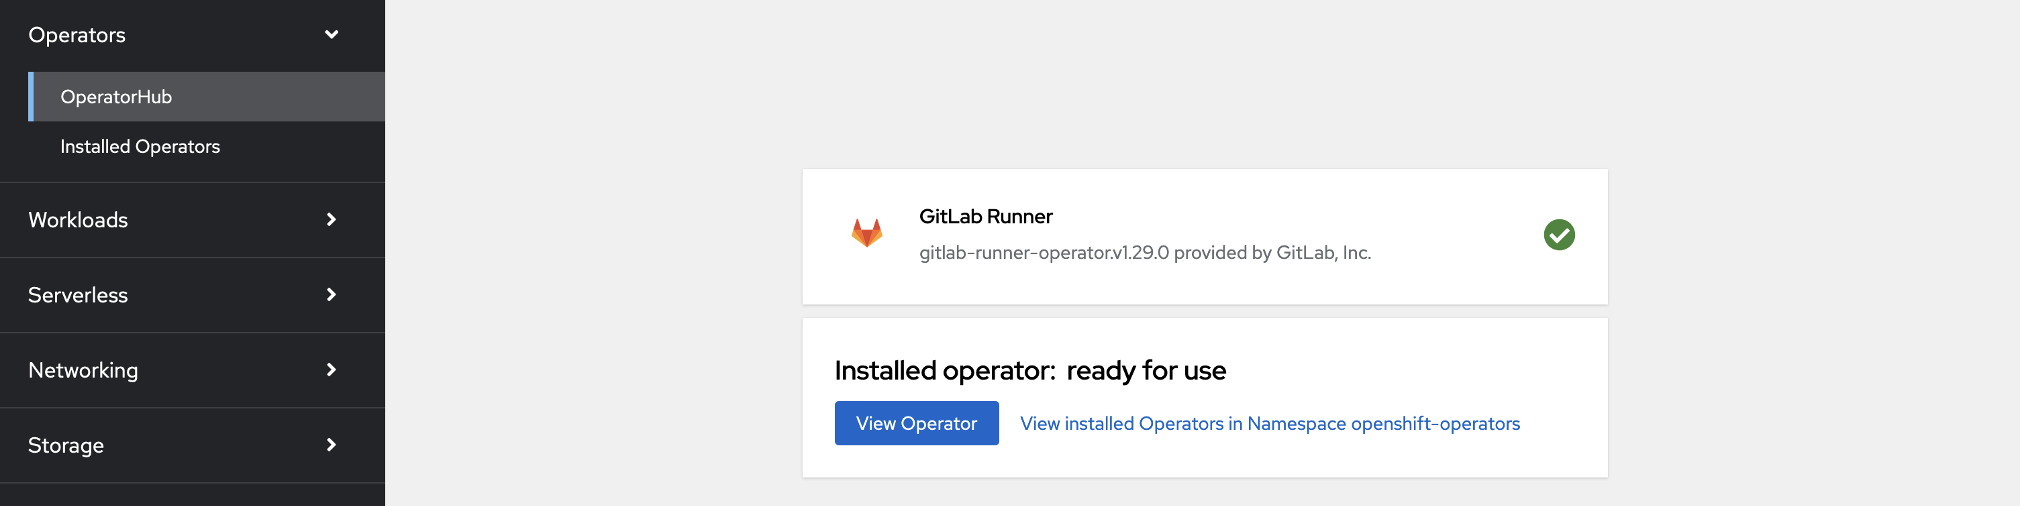 Operators
OperatorHub
Installed Operators
Workloads
Serverless
Networking
Storage
GitLab Runner
gitlab-runner-operator.v1.29.0 provided by GitLab, Inc.
Installed operator: ready for use
View Operator
View installed Operators in Namespace openshift-operators